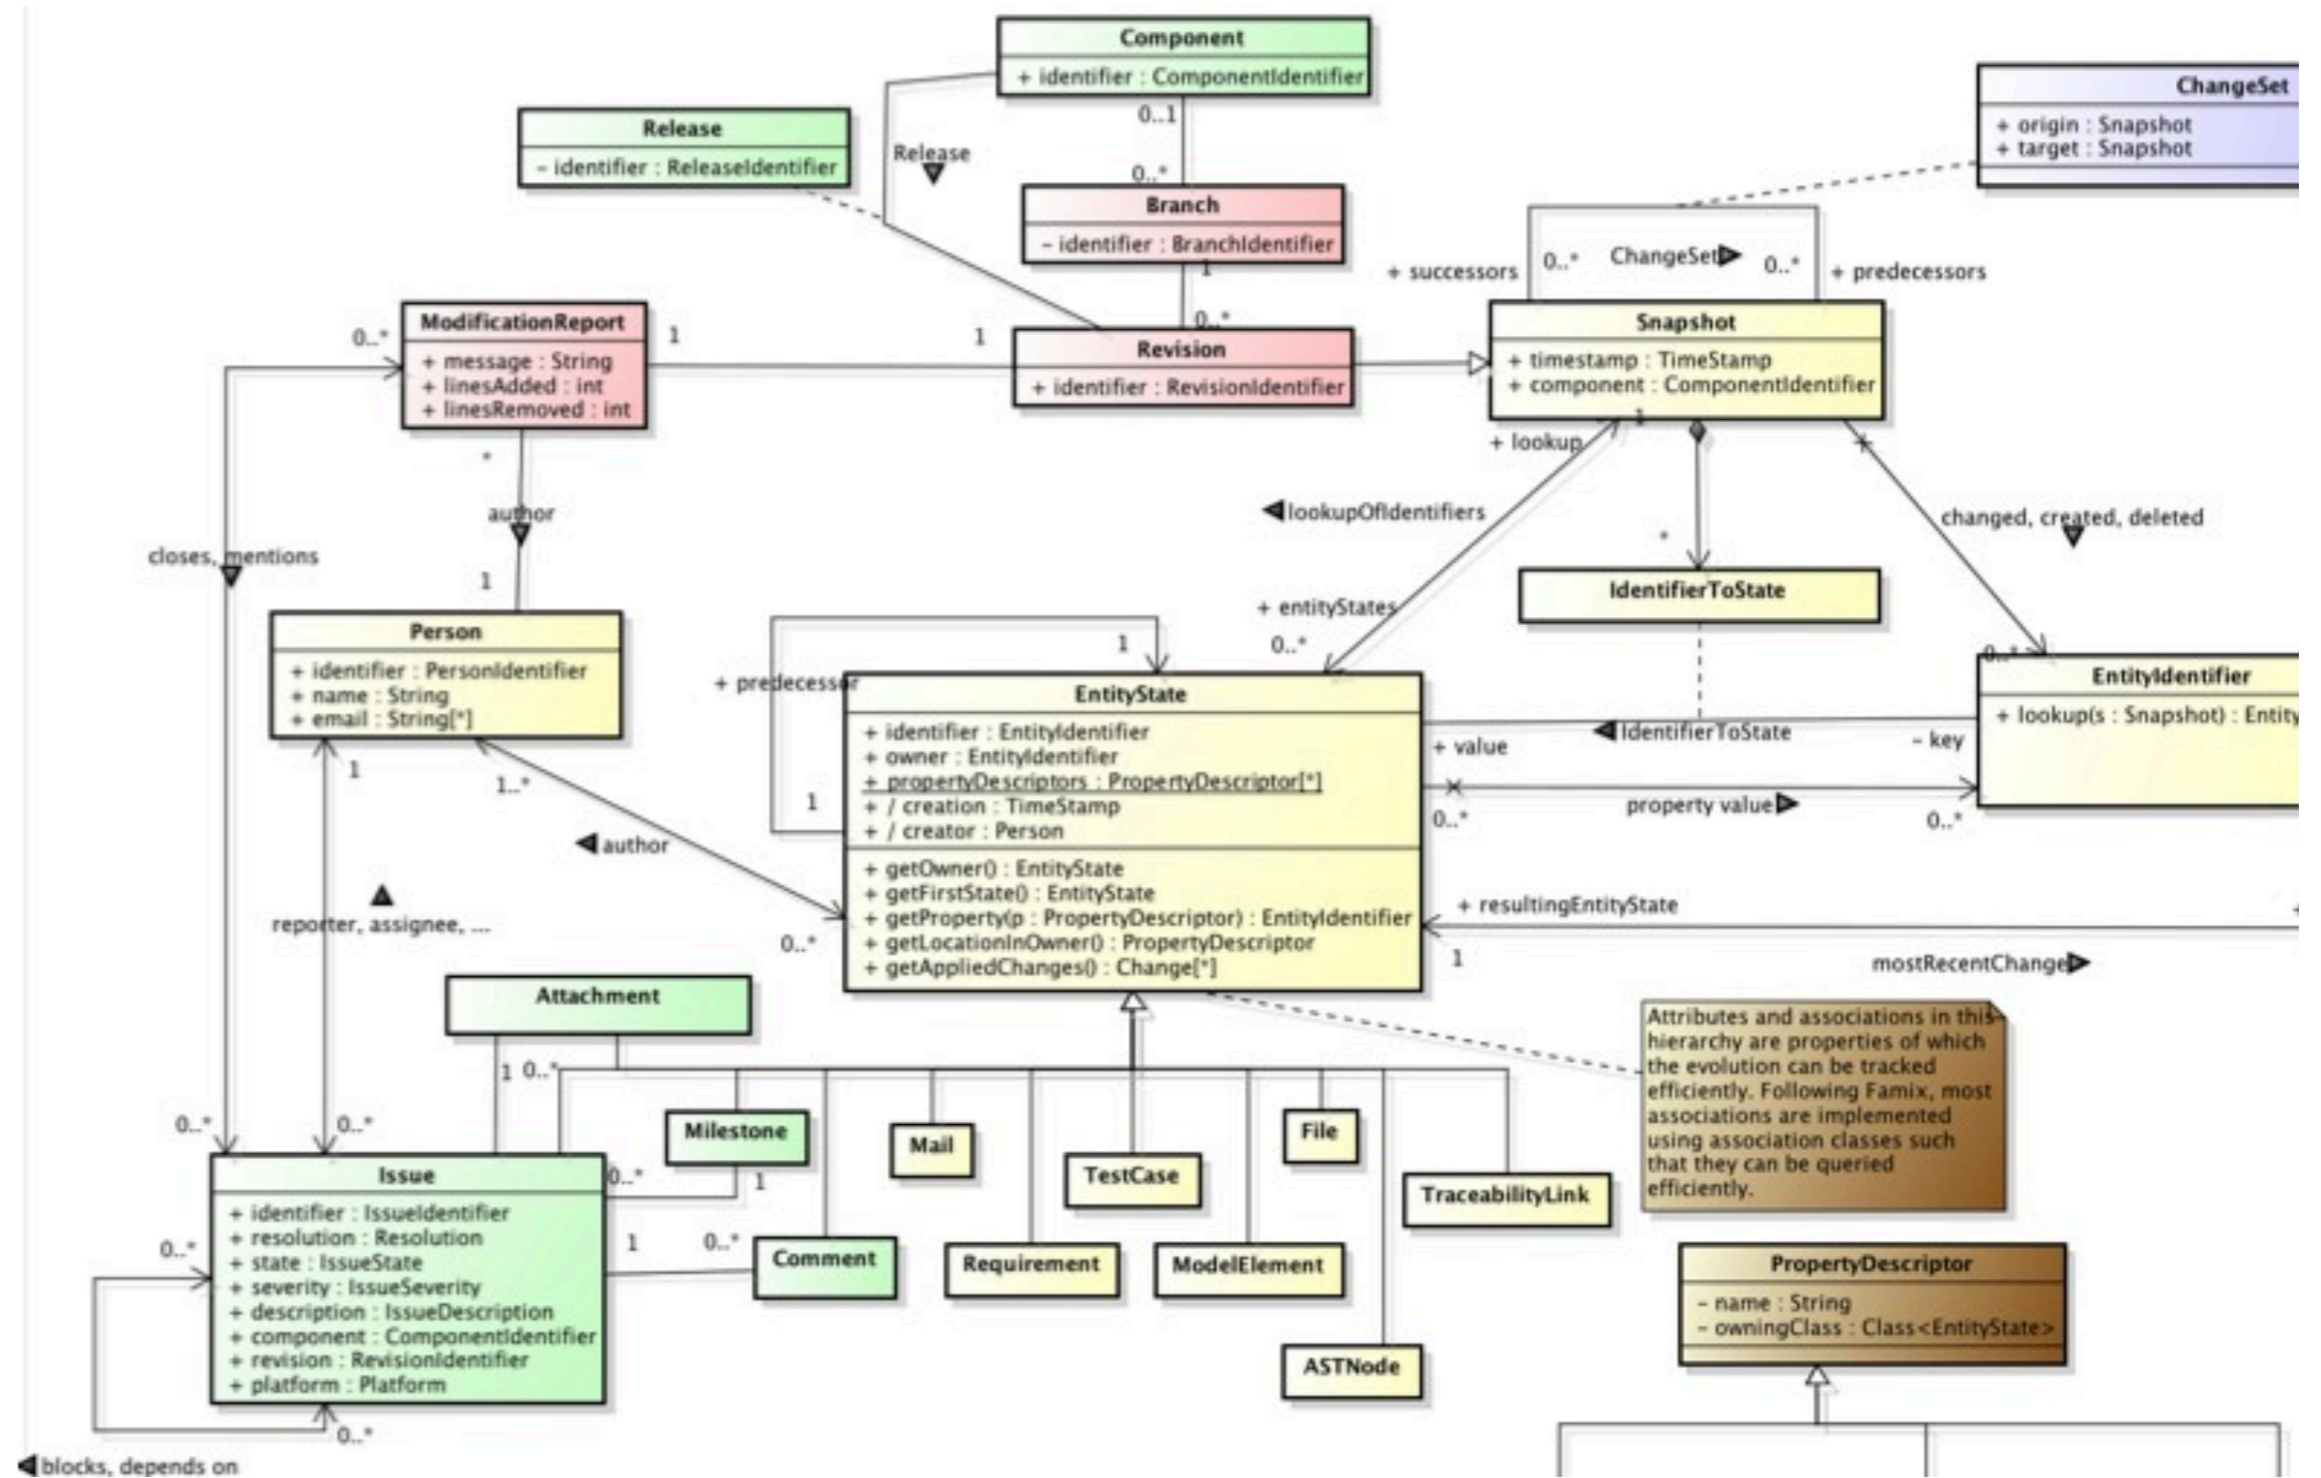 Component
+ identifier : ComponentIdentifier
0..1
0..*
Release
- identifier : ReleaseIdentifier
Release
Branch
- identifier : BranchIdentifier
1
0..*
ChangeSet
+ origin : Snapshot
+ target : Snapshot
+ successors
0..*
ChangeSet
0..*
+ predecessors
ModificationReport
+ message : String
+ linesAdded : int
+ linesRemoved : int
0..*
1
1
Revision
+ identifier : RevisionIdentifier
Snapshot
+ timestamp : TimeStamp
+ component : ComponentIdentifier
+ lookup
1
*
author
1
closes, mentions
lookupOfIdentifiers
*
changed, created, deleted
+ entityStates
0..*
IdentifierToState
0..*
Person
+ identifier : PersonIdentifier
+ name : String
+ email : String[*]
1
+ predecessor
1
EntityState
+ identifier : EntityIdentifier
+ owner : EntityIdentifier
+ propertyDescriptors : PropertyDescriptor[*]
+ / creation : TimeStamp
+ / creator : Person
+ getOwner() : EntityState
+ getFirstState() : EntityState
+ getProperty(p : PropertyDescriptor) : EntityIdentifier
+ getLocationInOwner() : PropertyDescriptor
+ getAppliedChanges() : Change[*]
EntityIdentifier
+ lookup(s : Snapshot) : Entity
+ value
IdentifierToState
- key
0..*
property value
0..*
1
1..*
author
0..*
reporter, assignee, ...
+ resultingEntityState
1
mostRecentChange
Attachment
1
0..*
0..*
0..*
Attributes and associations in this
hierarchy are properties of which
the evolution can be tracked
efficiently. Following Famix, most
associations are implemented
using association classes such
that they can be queried
efficiently.
Milestone
Mail
TestCase
File
TraceabilityLink
Issue
+ identifier : IssueIdentifier
+ resolution : Resolution
+ state : IssueState
+ severity : IssueSeverity
+ description : IssueDescription
+ component : ComponentIdentifier
+ revision : RevisionIdentifier
+ platform : Platform
0..*
1
1
0..*
Comment
Requirement
ModelElement
ASTNode
0..*
0..*
blocks, depends on
PropertyDescriptor
- name : String
- owningClass : Class<EntityState>